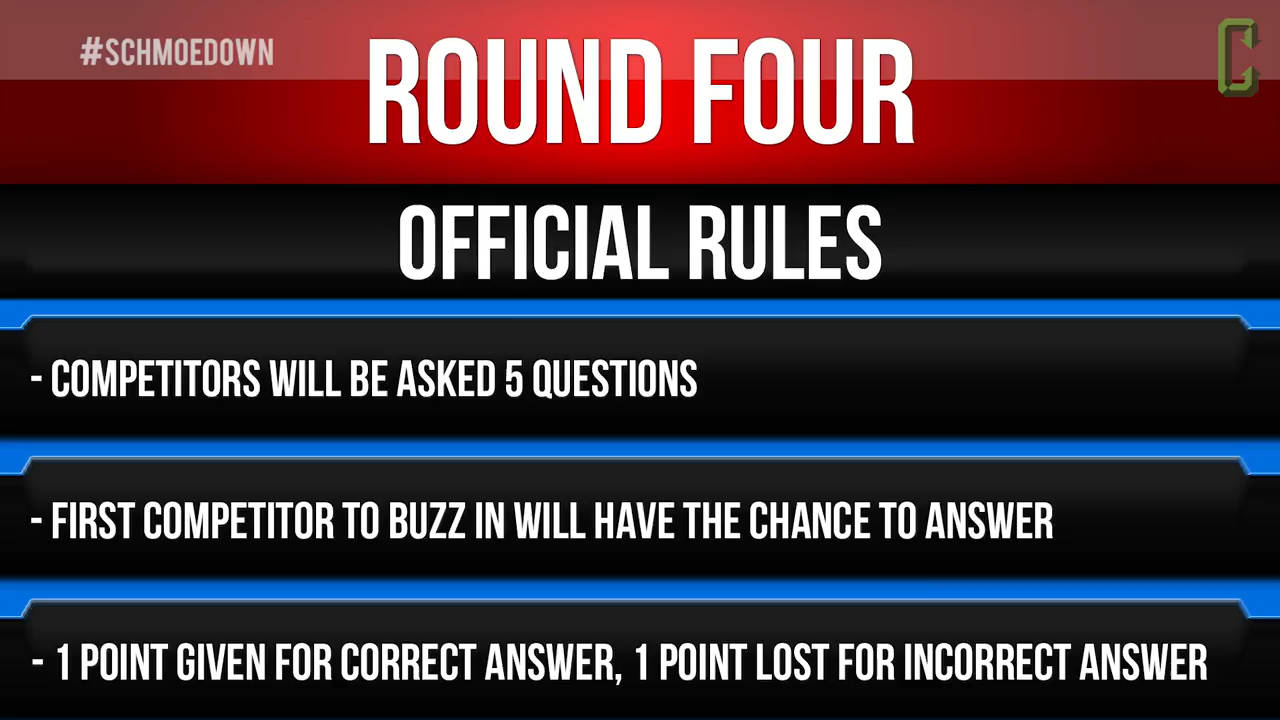 #SCHMOEDOWN
ROUND FOUR
OFFICIAL RULES
- COMPETITORS WILL BE ASKED 5 QUESTIONS
- FIRST COMPETITOR TO BUZZ IN WILL HAVE THE CHANCE TO ANSWER
- 1 POINT GIVEN FOR CORRECT ANSWER, 1 POINT LOST FOR INCORRECT ANSWER